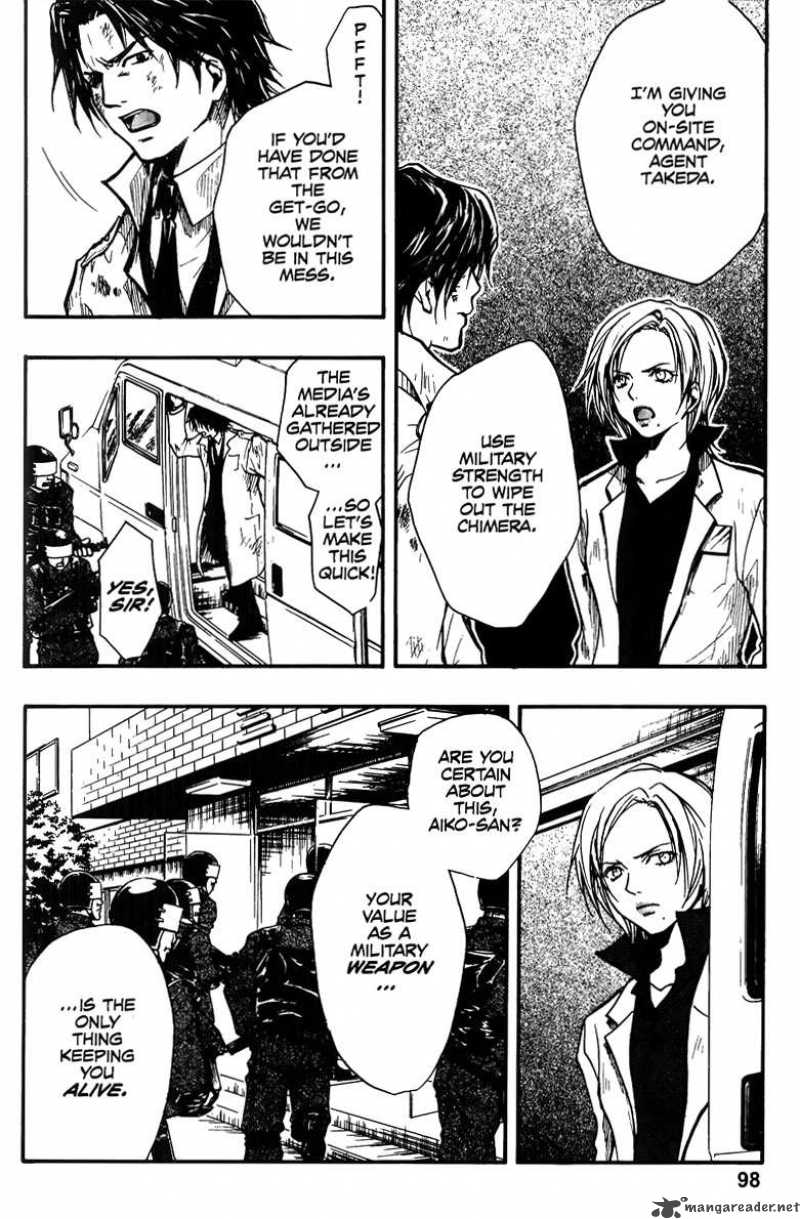 I'M GIVING
YOU
ON-SITE
COMMAND,
AGENT
TAKEDA.
USE
MILITARY
STRENGTH
TO WIPE
OUT THE
CHIMERA.
PFFT!
IF YOU'D
HAVE DONE
THAT FROM
THE
GET-GO,
WE
WOULDN'T
BE IN THIS
MESS.
THE
MEDIA'S
ALREADY
GATHERED
OUTSIDE
...
...SO
LET'S
MAKE
THIS
QUICK!
YES,
SIR!
ARE YOU
CERTAIN
ABOUT
THIS,
AIKO-SAN?
YOUR
VALUE
AS A
MILITARY
WEAPON
...
...IS THE
ONLY
THING
KEEPING
YOU
ALIVE.
98
mangareader.net